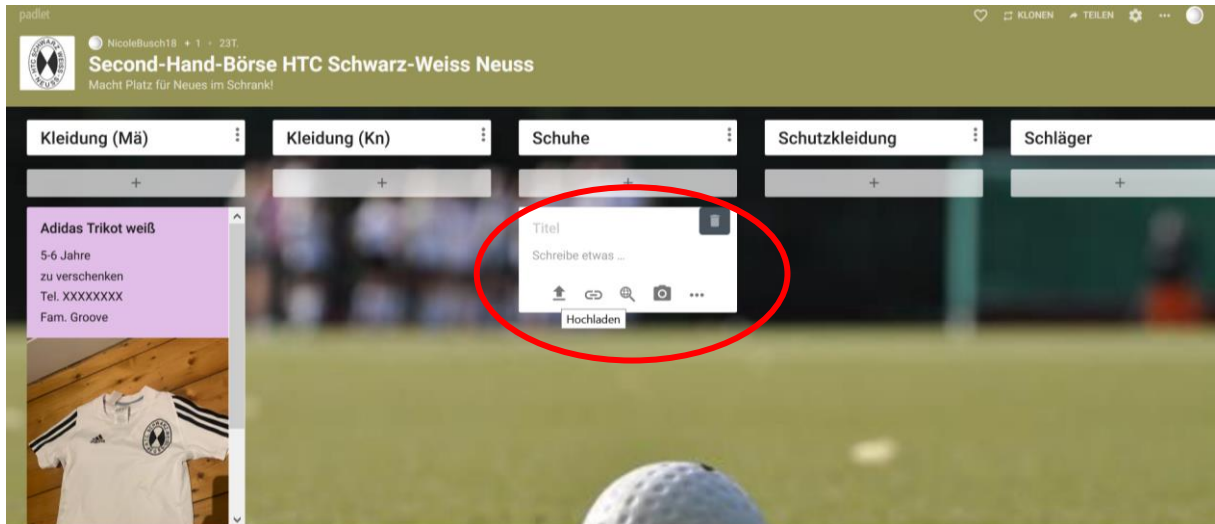 padlet
KLONEN
TEILEN
NicoleBusch18 + 1 · 23T.
Second-Hand-Börse HTC Schwarz-Weiss Neuss
Macht Platz für Neues im Schrank!
Kleidung (Mä)
Kleidung (Kn)
Schuhe
Schutzkleidung
Schläger
Adidas Trikot weiß
5-6 Jahre
zu verschenken
Tel. XXXXXXXX
Fam. Groove
Titel
Schreibe etwas ...
Hochladen